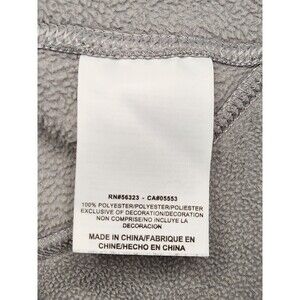 RN#56323 - CA#05553
100% POLYESTER/POLYESTER/POLIESTER
EXCLUSIVE OF DECORATION/DECORATION
NON COMPRISE/NO INCLUYE LA
DECORACION
MADE IN CHINA/FABRIQUE EN
CHINE/HECHO EN CHINA